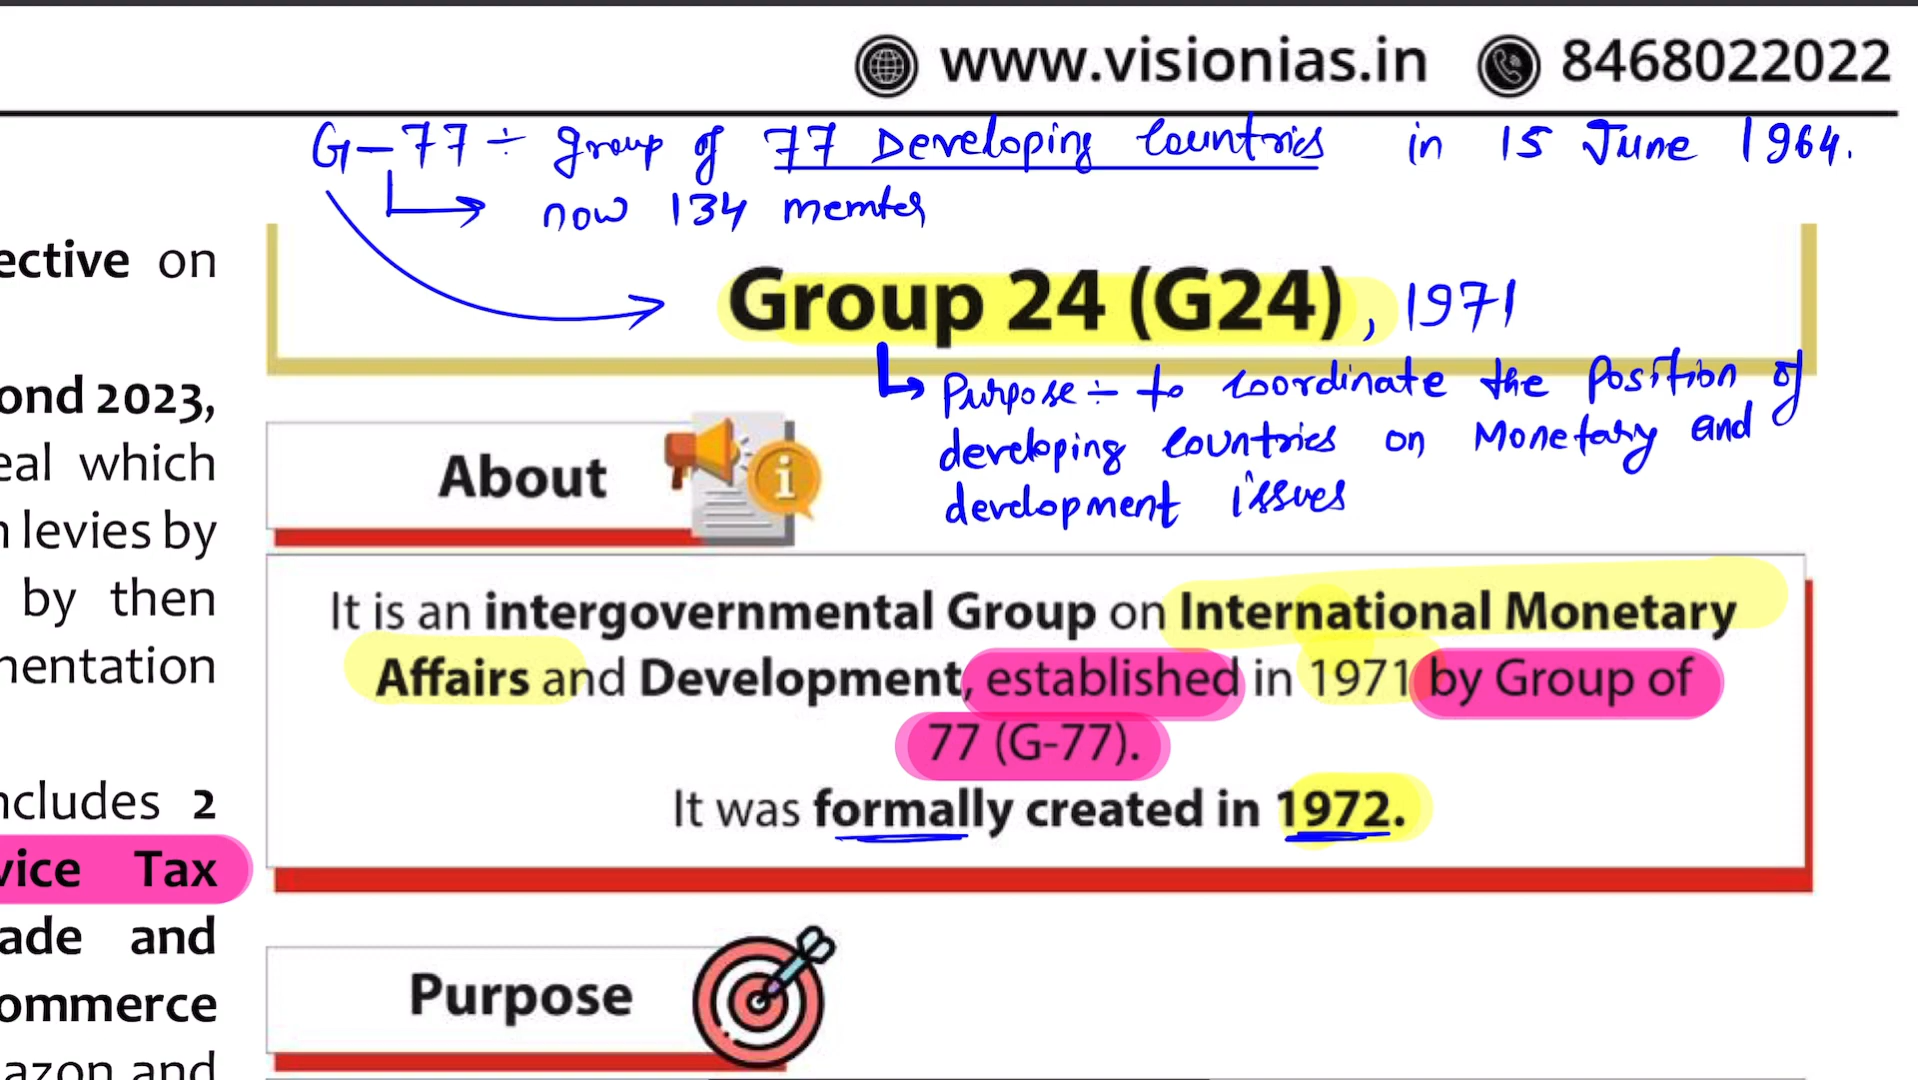 www.visionias.in 8468022022
G-77 ÷ group of 77 Developing Countries in 15 June 1964.
now 134 member
Group 24 (G24), 1971
Purpose ÷ to coordinate the Position of
developing countries on Monetary and
development issues
About
It is an intergovernmental Group on International Monetary
Affairs and Development, established in 1971 by Group of
77 (G-77).
It was formally created in 1972.
Purpose
ective on
ond 2023,
eal which
levies by
by then
mentation
ncludes 2
vice Tax
ade and
ommerce
azon and